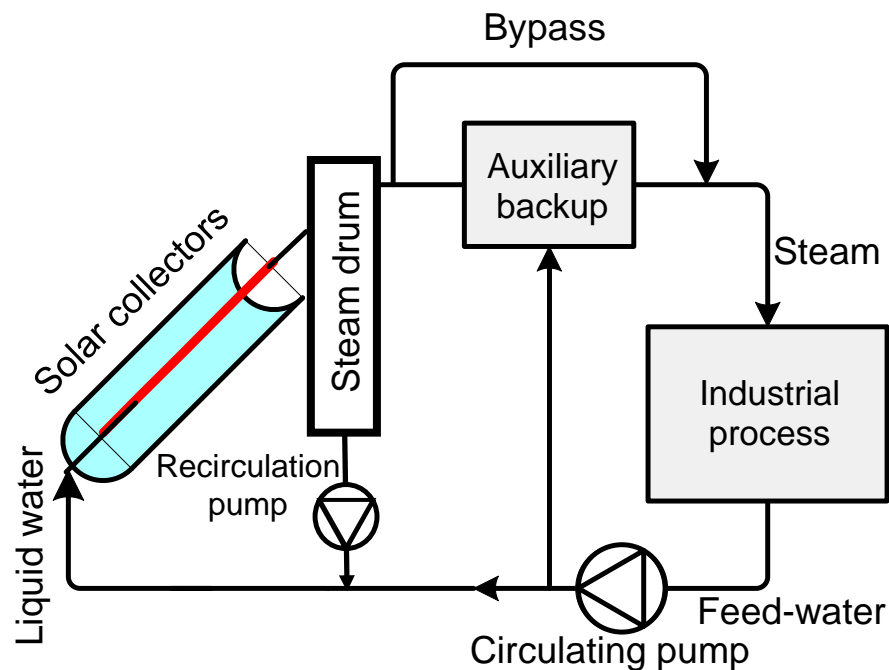 Bypass
Auxiliary
backup
Steam drum
Solar collectors
Steam
Industrial
process
Recirculation
pump
Liquid water
Feed-water
Circulating pump